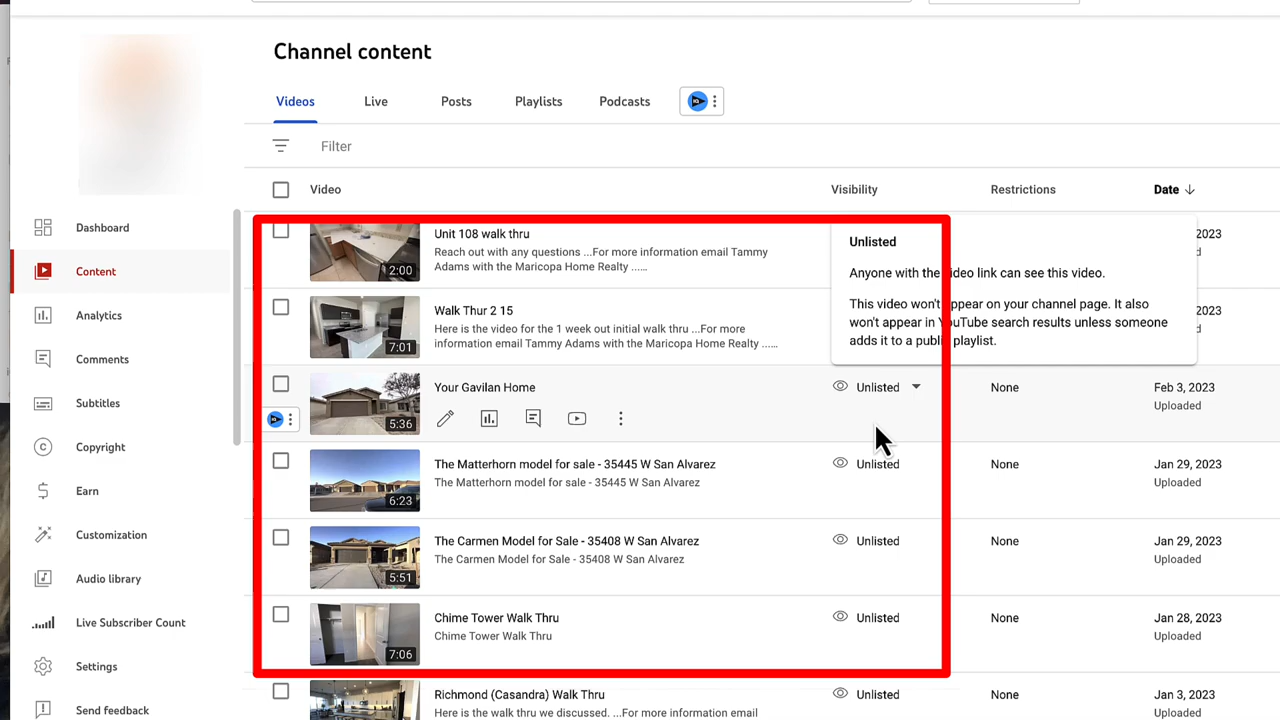 Channel content
Videos
Live
Posts
Playlists
Podcasts
Filter
Video
Visibility
Restrictions
Date
Dashboard
Content
Analytics
Comments
Subtitles
Copyright
Earn
Customization
Audio library
Live Subscriber Count
Settings
Send feedback
Unit 108 walk thru
Reach out with any questions ...For more information email Tammy
Adams with the Maricopa Home Realty ......
2:00
2023
Unlisted
Anyone with the video link can see this video.
This video won't appear on your channel page. It also
won't appear in YouTube search results unless someone
adds it to a public playlist.
Walk Thur 2 15
Here is the video for the 1 week out initial walk thru ...For more
information email Tammy Adams with the Maricopa Home Realty ......
7:01
2023
Your Gavilan Home
5:36
Unlisted
None
Feb 3, 2023
Uploaded
The Matterhorn model for sale - 35445 W San Alvarez
The Matterhorn model for sale - 35445 W San Alvarez
6:23
Unlisted
None
Jan 29, 2023
Uploaded
The Carmen Model for Sale - 35408 W San Alvarez
The Carmen Model for Sale - 35408 W San Alvarez
5:51
Unlisted
None
Jan 29, 2023
Uploaded
Chime Tower Walk Thru
Chime Tower Walk Thru
7:06
Unlisted
None
Jan 28, 2023
Uploaded
Richmond (Casandra) Walk Thru
Here is the walk thru we discussed. ...For more information email
Unlisted
None
Jan 3, 2023
Uploaded